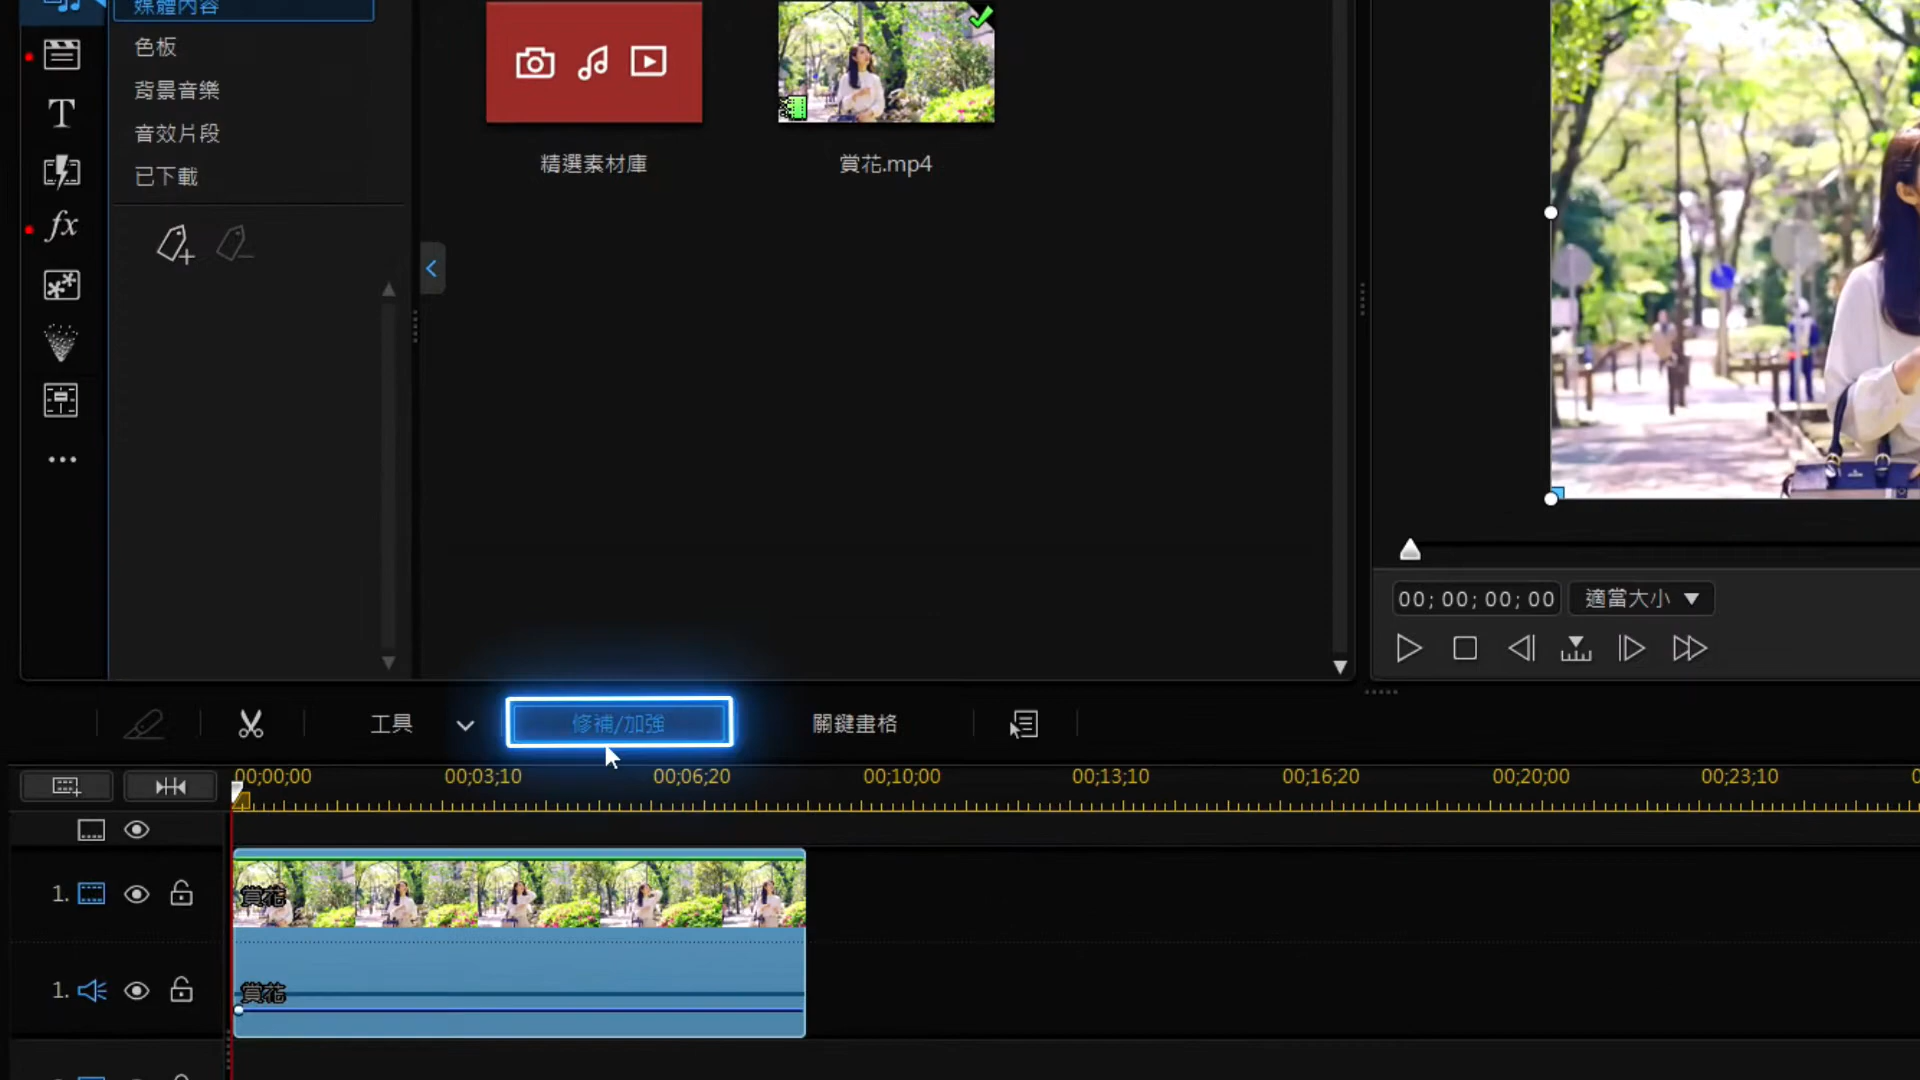 媒體內容
色板
背景音樂
音效片段
已下載
T
fx
精選素材庫
賞花.mp4
00;00;00;00
適當大小
工具
修補/加強
關鍵畫格
00;00;00
00;03;10
00;06;20
00;10;00
00;13;10
00;16;20
00;20;00
00;23;10
1.
賞花
1.
賞花